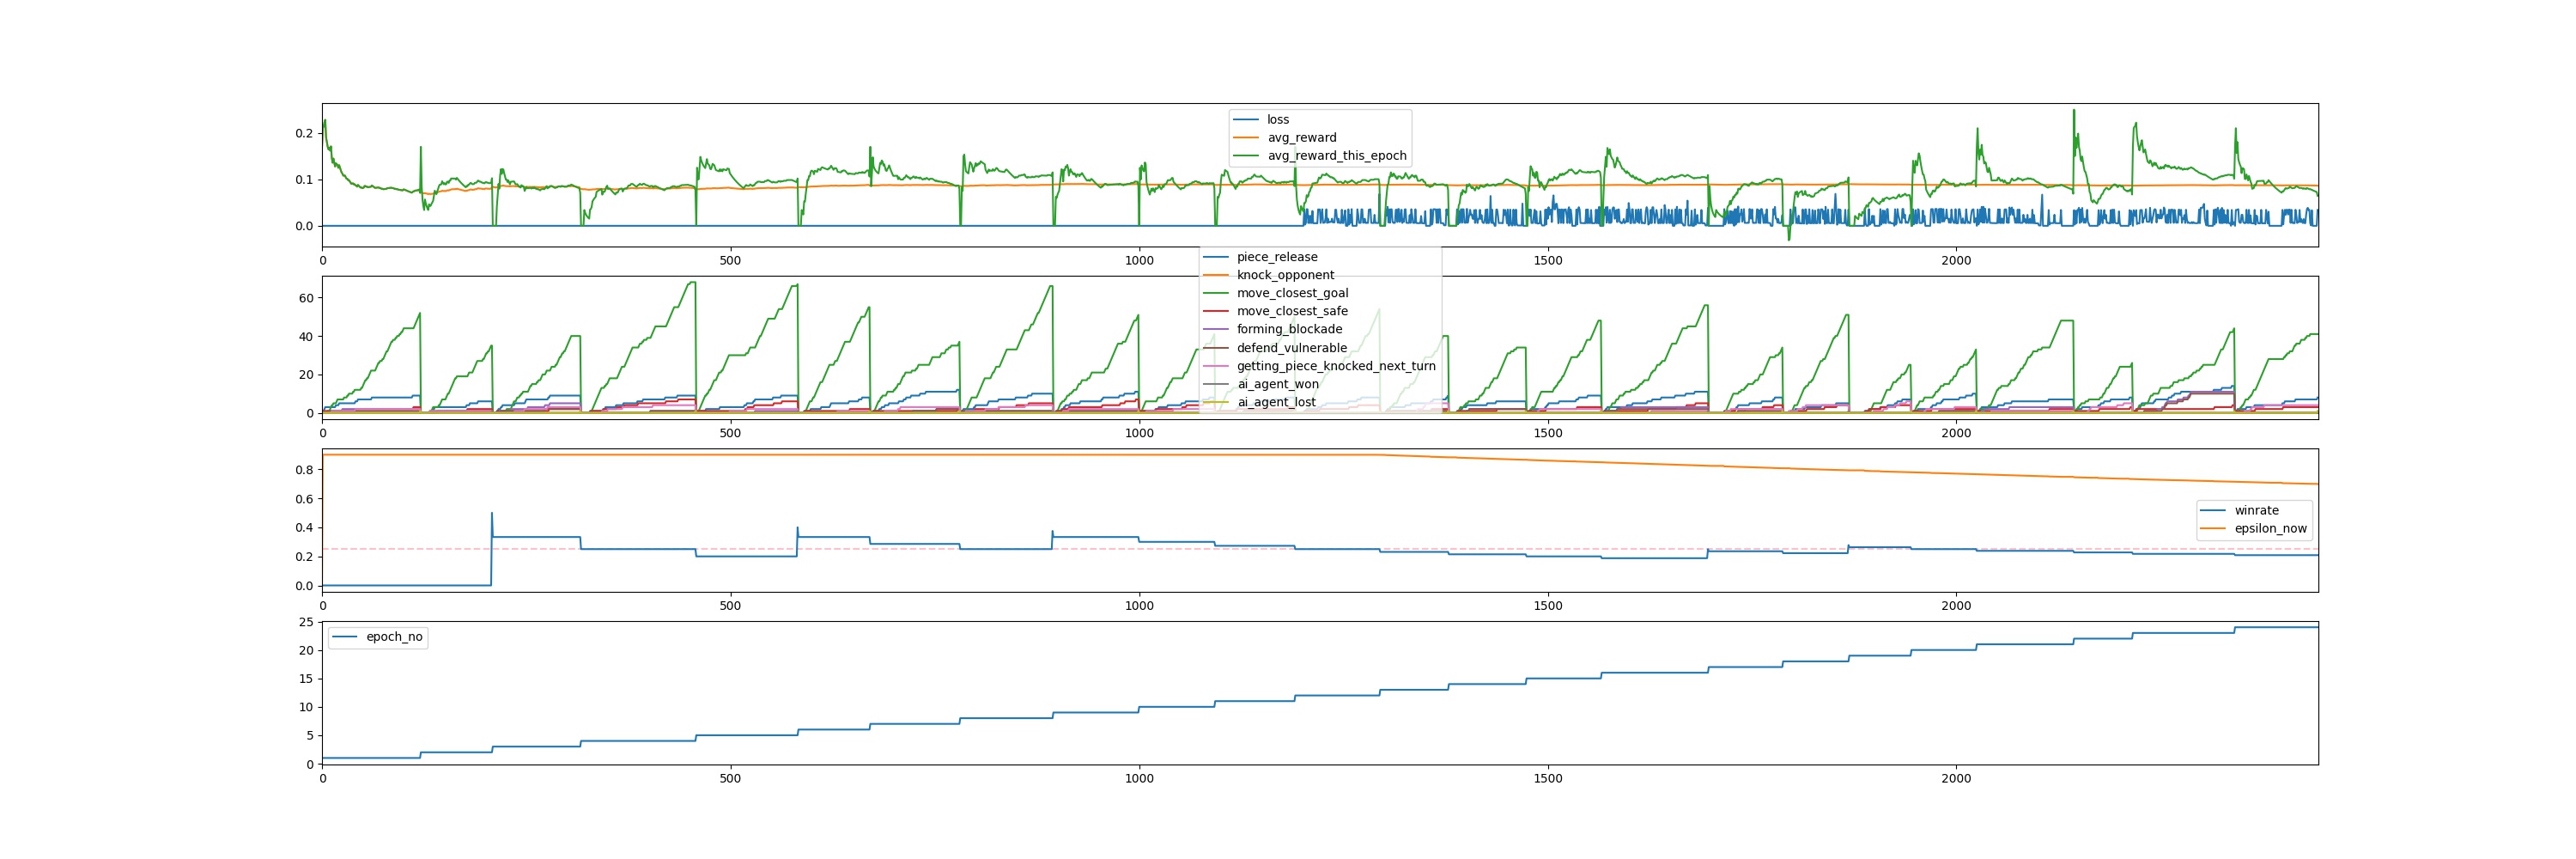 0.2
0.1
0.0
loss
avg_reward
avg_reward_this_epoch
0 500 1000 1500 2000
60
40
20
0
piece_release
knock_opponent
move_closest_goal
move_closest_safe
forming_blockade
defend_vulnerable
getting_piece_knocked_next_turn
ai_agent_won
ai_agent_lost
0 500 1000 1500 2000
0.8
0.6
0.4
0.2
0.0
winrate
epsilon_now
0 500 1000 1500 2000
25
20
15
10
5
0
epoch_no
0 500 1000 1500 2000